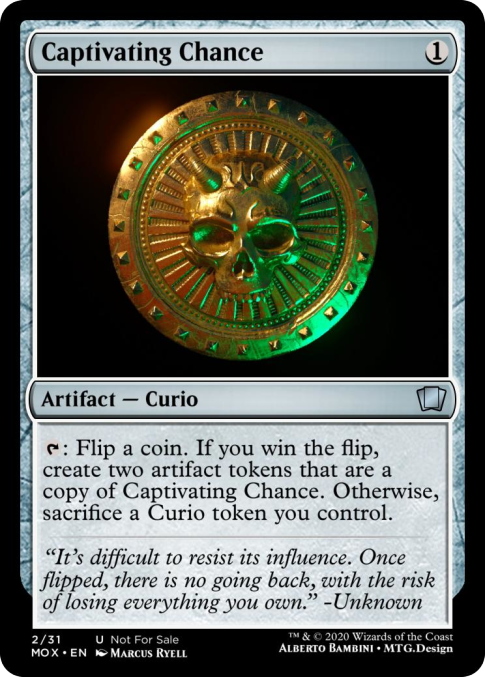 Captivating Chance 1
Artifact — Curio
: Flip a coin. If you win the flip,
create two artifact tokens that are a
copy of Captivating Chance. Otherwise,
sacrifice a Curio token you control.
“It’s difficult to resist its influence. Once
flipped, there is no going back, with the risk
of losing everything you own.” -Unknown
2/31 U Not For Sale ™ & © 2020 Wizards of the Coast
MOX • EN Marcus Ryell Alberto Bambini • MTG.Design